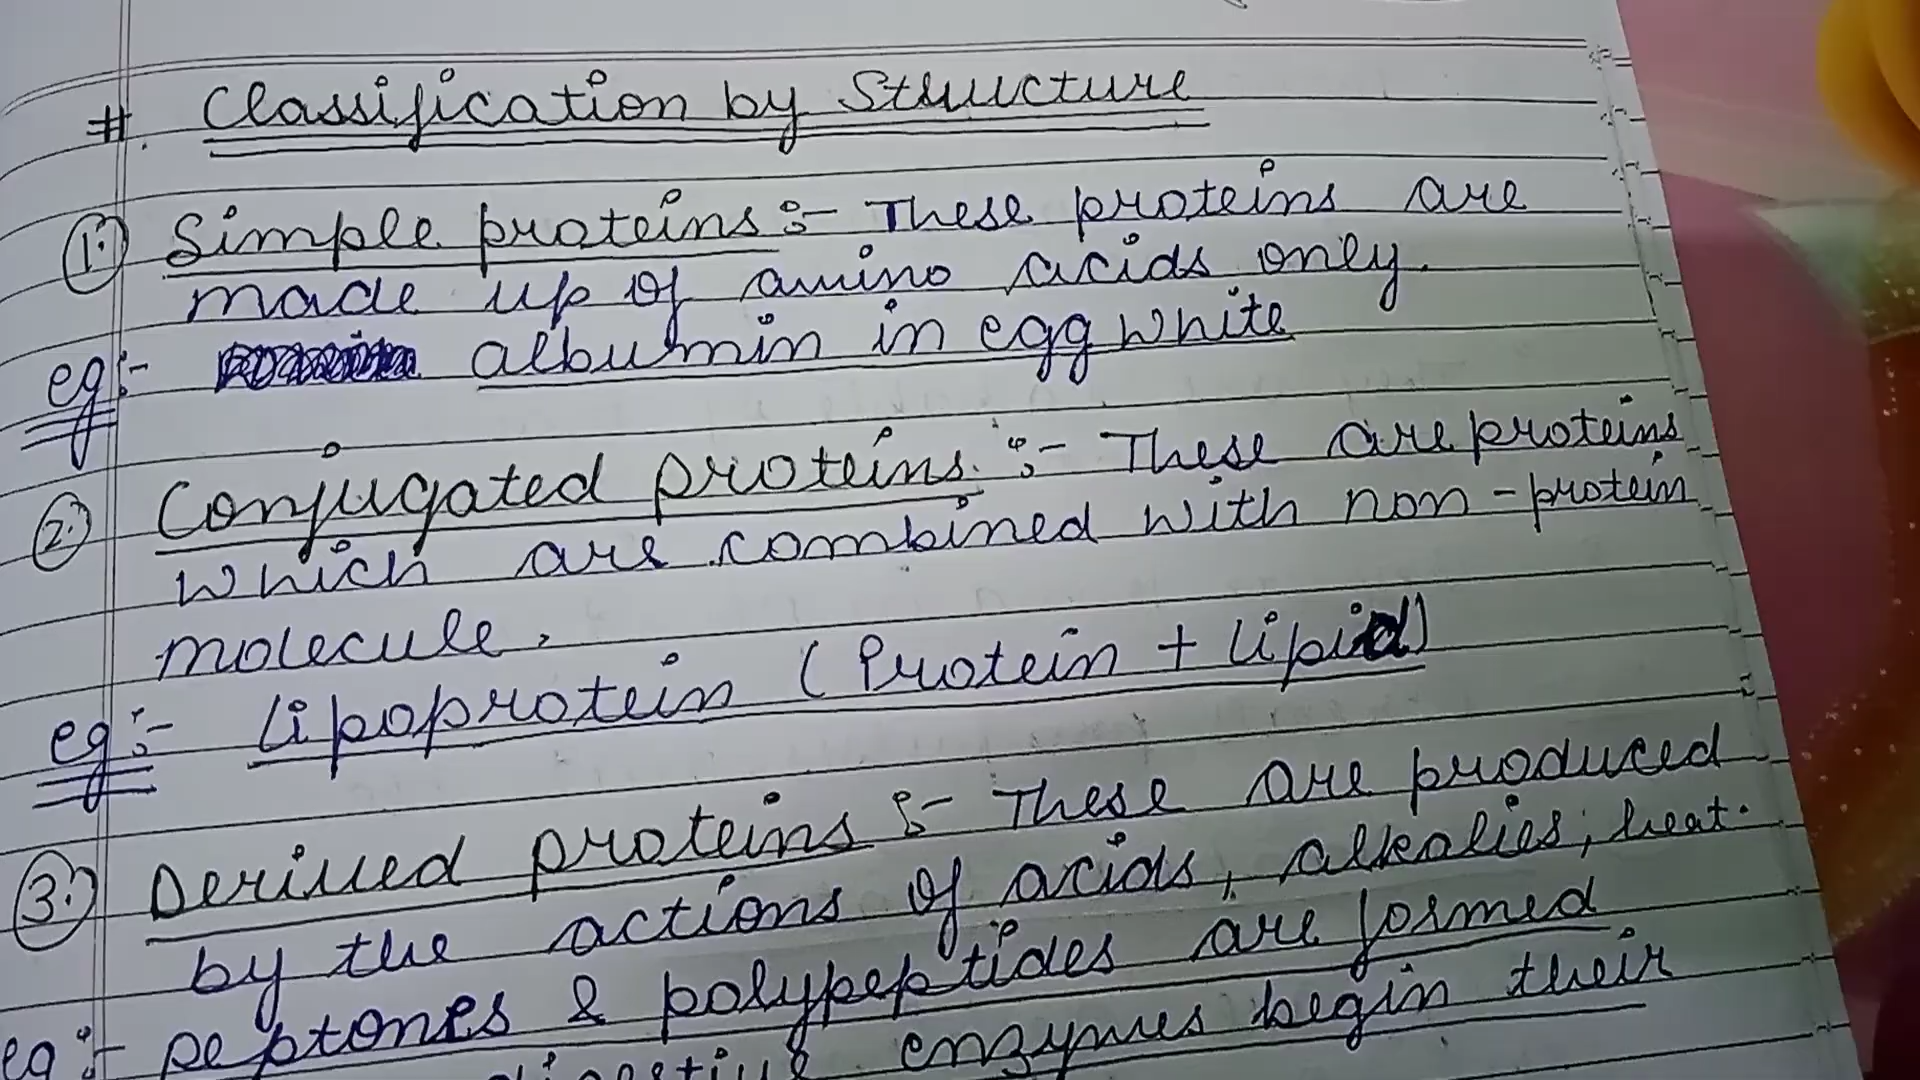 # Classification by Structure
1. Simple proteins :- These proteins are
made up of amino acids only.
eg:- albumin in egg white
2. Conjugated proteins :- These are proteins
which are combined with non-protein
molecule.
eg:- Lipoprotein (Protein + Lipid)
3. Derived proteins :- These are produced
by the actions of acids, alkalies, heat.
eg:- peptones & polypeptides are formed
digestive enzymes begin their